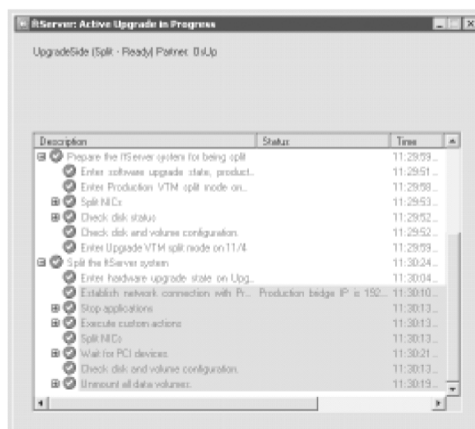 ftServer: Active Upgrade in Progress
UpgradeSide (Split - Ready) Partner: OsUp
Description Status Time
Prepare the ftServer system for being split 11:29:59...
Enter software upgrade state, product... 11:29:51...
Enter Production VTM split mode on... 11:29:58...
Split NICs 11:29:53...
Check disk status 11:29:52...
Check disk and volume configuration. 11:29:52...
Enter Upgrade VTM split mode on 11/4 11:29:59...
Split the ftServer system 11:30:24...
Enter hardware upgrade state on Upg... 11:30:04...
Establish network connection with Pr... Production bedge IP is 192... 11:30:10...
Stop applications 11:30:13...
Execute custom actions 11:30:13...
Split NICs 11:30:13...
Wait for PCI devices. 11:30:21...
Check disk and volume configuration. 11:30:13...
Unmount all data volumes. 11:30:19...